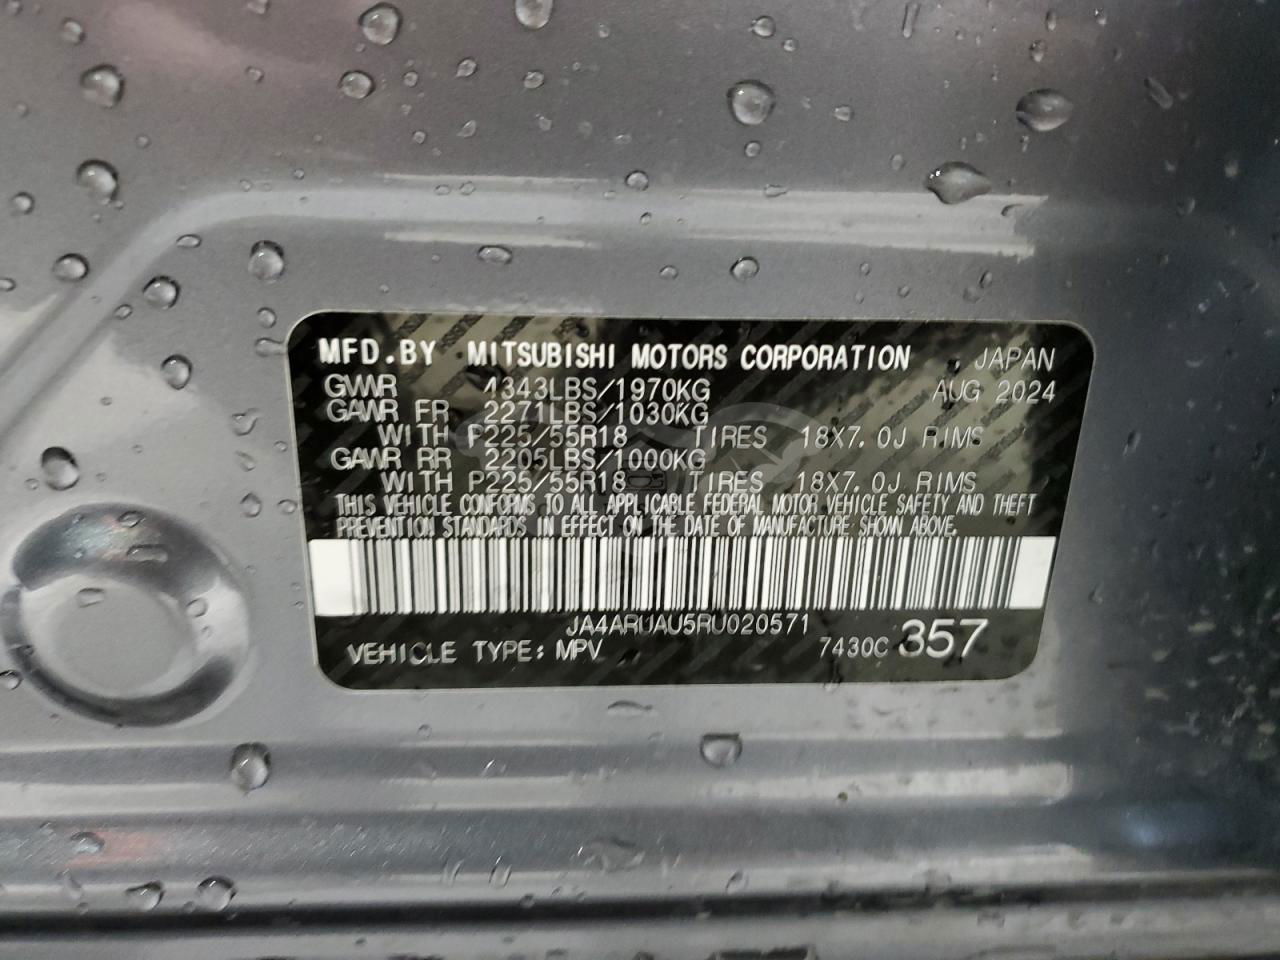 MFD.BY MITSUBISHI MOTORS CORPORATION JAPAN
GVWR 4343LBS/1970KG AUG 2024
GAWR FR 2271LBS/1030KG
WITH P225/55R18 TIRES 18X7.0J RIMS
GAWR RR 2205LBS/1000KG
WITH P225/55R18 TIRES 18X7.0J RIMS
THIS VEHICLE CONFORMS TO ALL APPLICABLE FEDERAL MOTOR VEHICLE SAFETY AND THEFT
PREVENTION STANDARDS IN EFFECT ON THE DATE OF MANUFACTURE SHOWN ABOVE.
JA4ARUAU5RU020571
VEHICLE TYPE: MPV 7430C 357